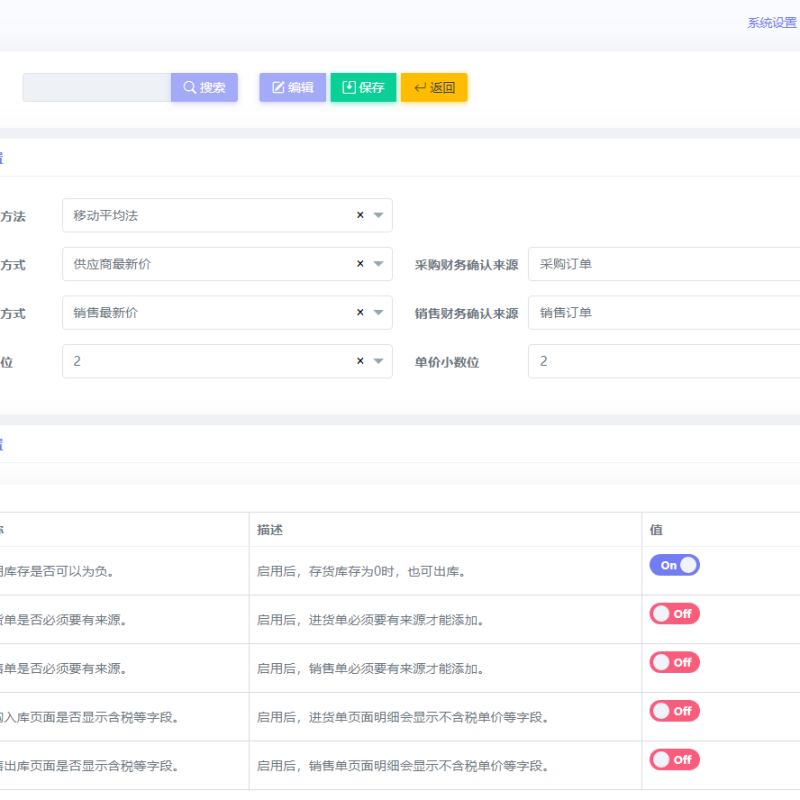 系统设置
搜索 编辑 保存 返回
置
方法 移动平均法 ×
方式 供应商最新价 × 采购财务确认来源 采购订单
方式 销售最新价 × 销售财务确认来源 销售订单
位 2 × 单价小数位 2
置
描述 值
库存是否可以为负。 启用后，存货库存为0时，也可出库。 On
单是否必须要有来源。 启用后，进货单必须要有来源才能添加。 Off
单是否必须要有来源。 启用后，销售单必须要有来源才能添加。 Off
入库页面是否显示含税等字段。 启用后，进货单页面明细会显示不含税单价等字段。 Off
出库页面是否显示含税等字段。 启用后，销售单页面明细会显示不含税单价等字段。 Off